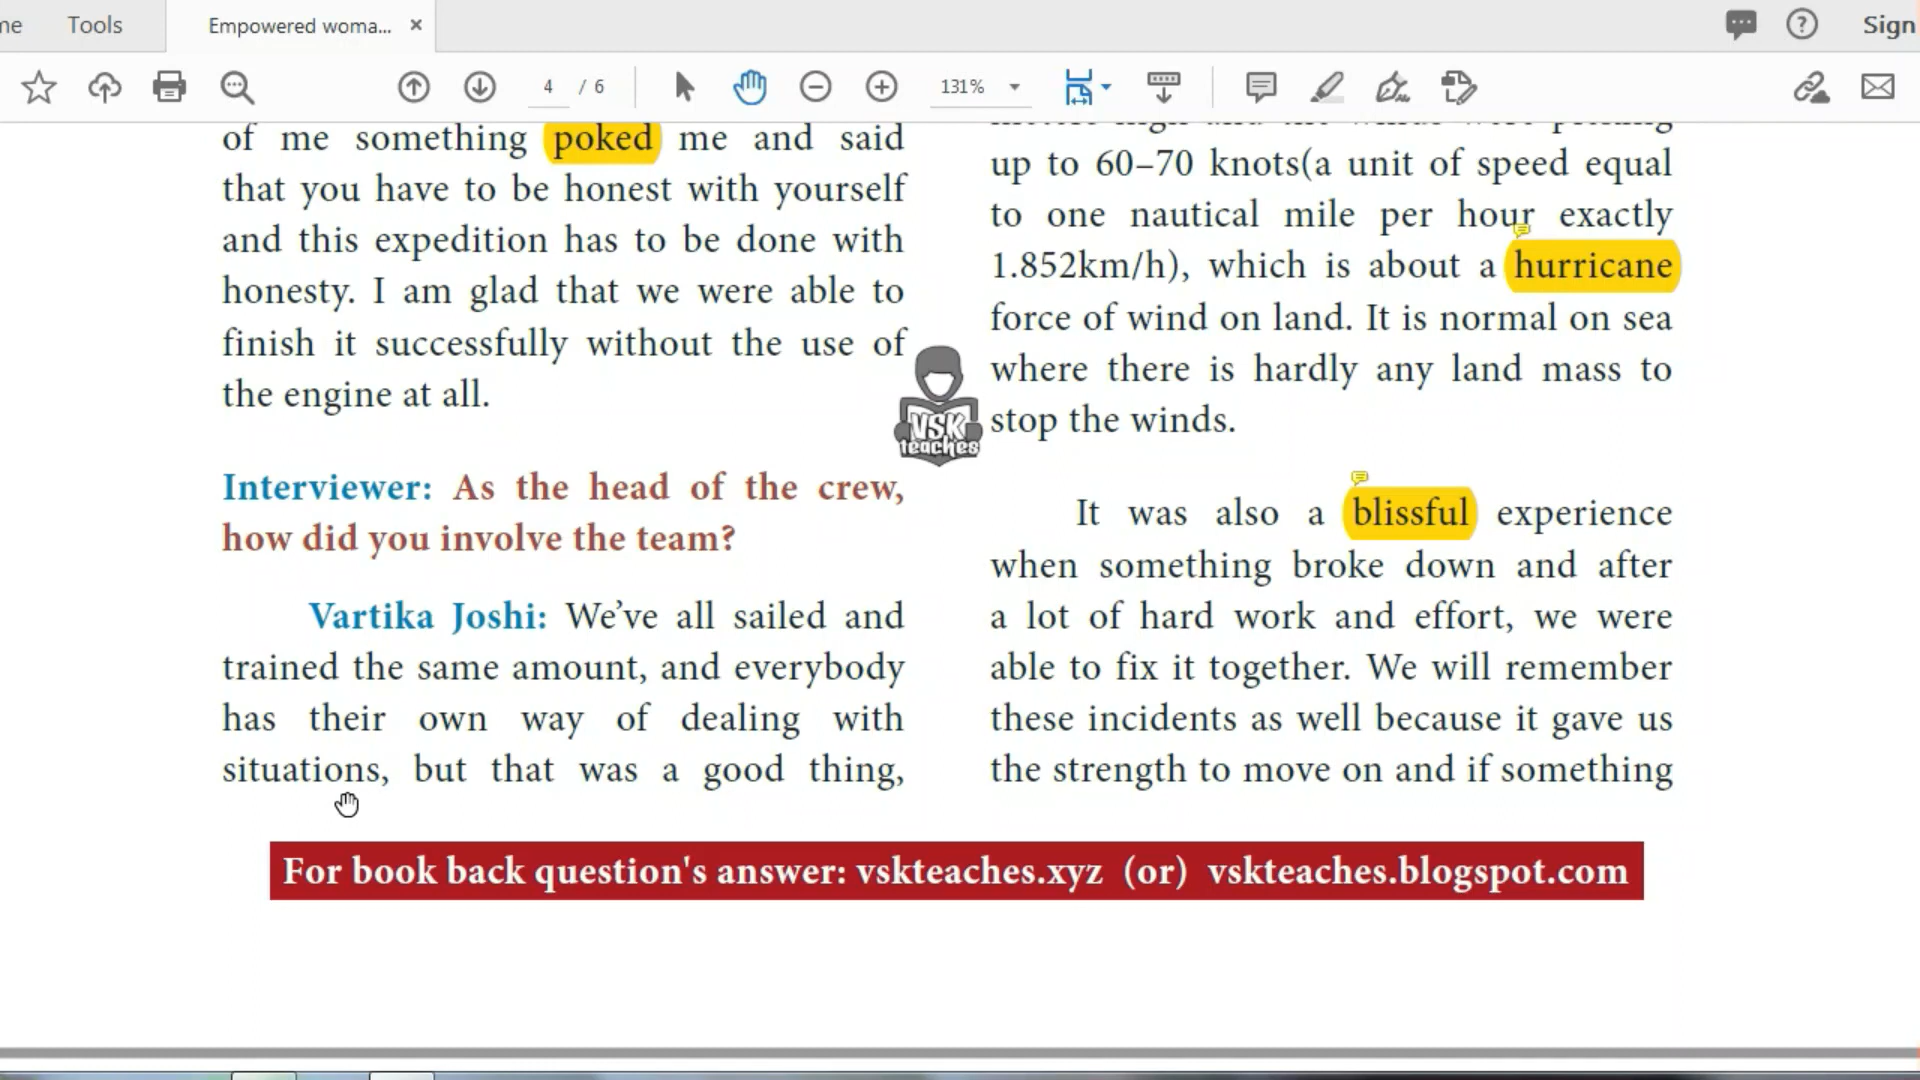 me
Tools
Empowered woma... ×
Sign
4 / 6
131%
of me something poked me and said
that you have to be honest with yourself
and this expedition has to be done with
honesty. I am glad that we were able to
finish it successfully without the use of
the engine at all.
Interviewer: As the head of the crew,
how did you involve the team?
Vartika Joshi: We've all sailed and
trained the same amount, and everybody
has their own way of dealing with
situations, but that was a good thing,
VSK
teaches
up to 60–70 knots(a unit of speed equal
to one nautical mile per hour exactly
1.852km/h), which is about a hurricane
force of wind on land. It is normal on sea
where there is hardly any land mass to
stop the winds.
It was also a blissful experience
when something broke down and after
a lot of hard work and effort, we were
able to fix it together. We will remember
these incidents as well because it gave us
the strength to move on and if something
For book back question's answer: vskteaches.xyz (or) vskteaches.blogspot.com